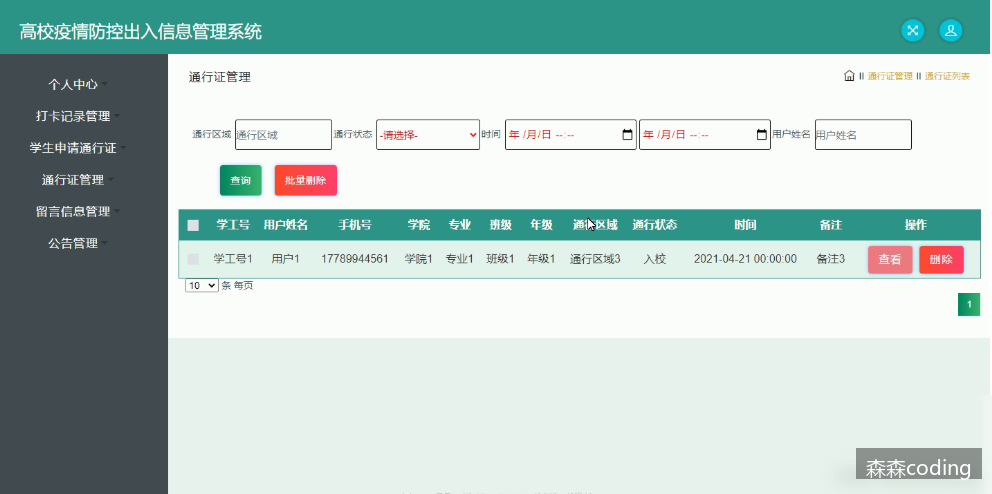 高校疫情防控出入信息管理系统
个人中心
打卡记录管理
学生申请通行证
通行证管理
留言信息管理
公告管理
通行证管理
通行证管理 通行证列表
通行区域 通行区域 通行状态 -请选择- 时间 年 /月/日 --:-- 年 /月/日 --:-- 用户姓名 用户姓名
查询 批量删除
学工号 用户姓名 手机号 学院 专业 班级 年级 通行区域 通行状态 时间 备注 操作
学工号1 用户1 17789944561 学院1 专业1 班级1 年级1 通行区域3 入校 2021-04-21 00:00:00 备注3 查看 删除
10 条 每页
1
森森coding